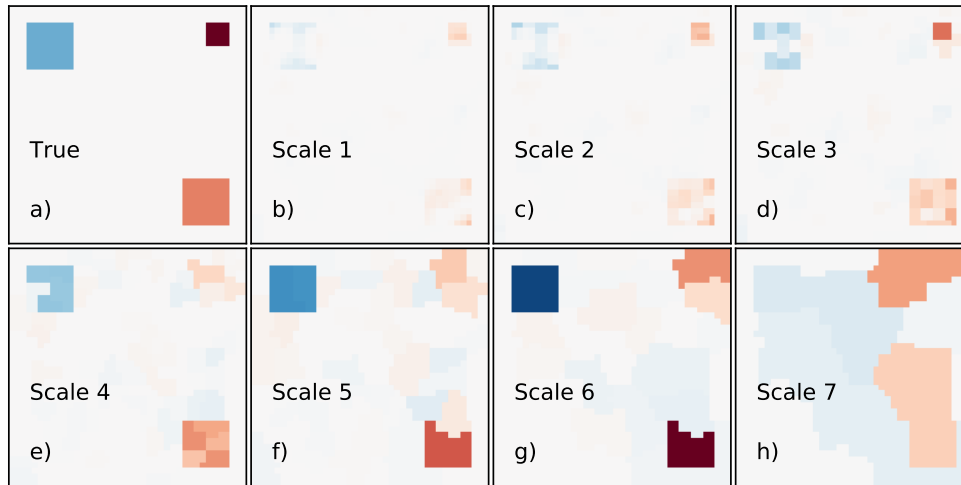 True
a)
Scale 1
b)
Scale 2
c)
Scale 3
d)
Scale 4
e)
Scale 5
f)
Scale 6
g)
Scale 7
h)